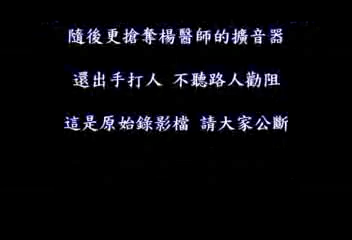 隨後更搶奪楊醫師的擴音器
還出手打人 不聽路人勸阻
這是原始錄影檔 請大家公斷